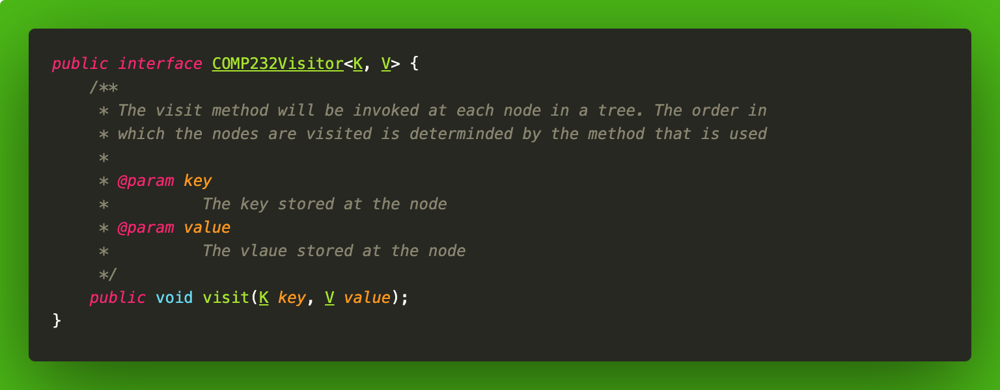 public interface COMP232Visitor<K, V> {
    /**
     * The visit method will be invoked at each node in a tree. The order in
     * which the nodes are visited is determinded by the method that is used
     *
     * @param key
     *          The key stored at the node
     * @param value
     *          The vlaue stored at the node
     */
    public void visit(K key, V value);
}